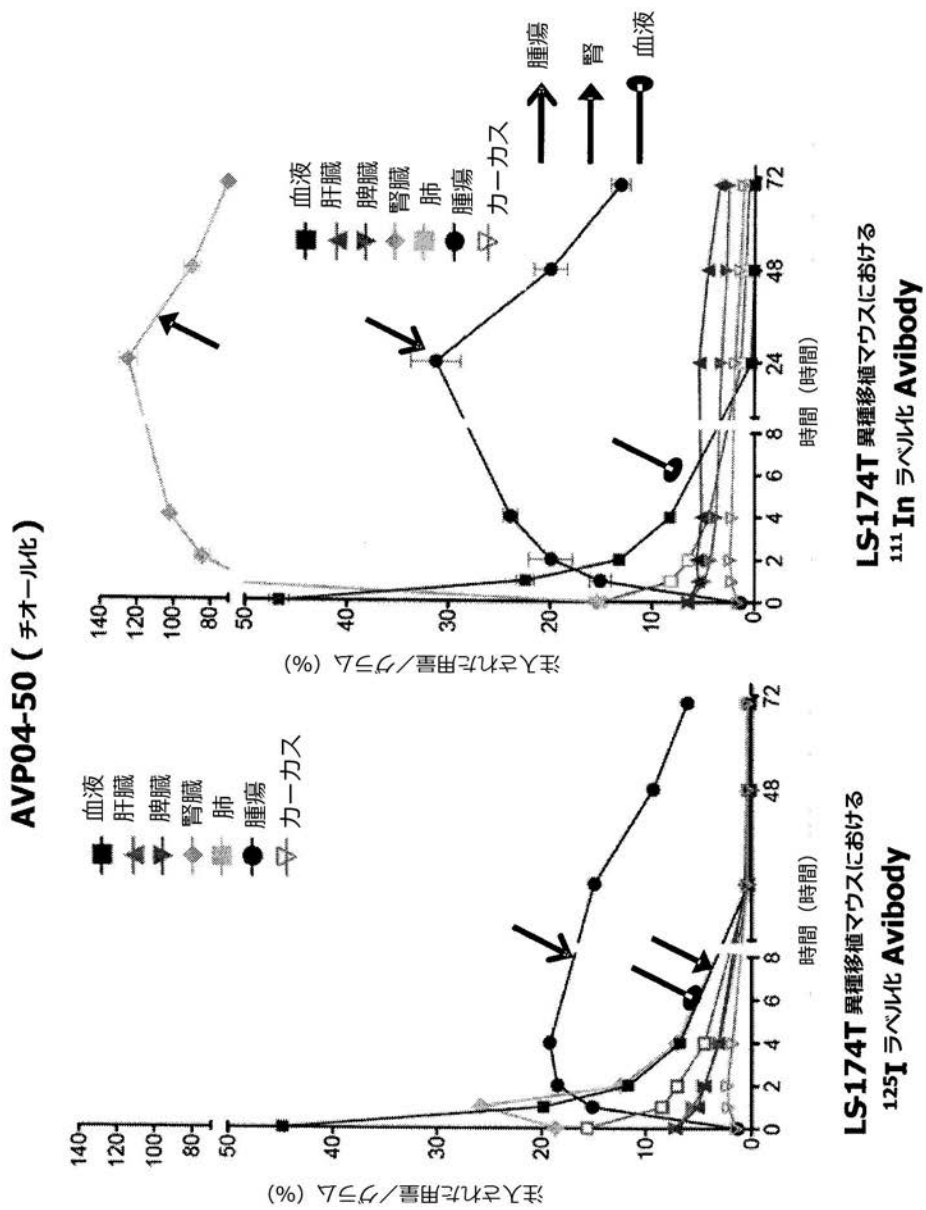 AVP04-50 ( チオール化 )
注入された用量/グラム (%)
140
120
100
80
50
40
30
20
10
0
血液
肝臓
脾臓
腎臓
肺
腫瘍
カーカス
0
2
4
6
8
48
72
時間 (時間)
LS-174T 異種移植マウスにおける
125I ラベル化 Avibody
注入された用量/グラム (%)
140
120
100
80
50
40
30
20
10
0
血液
肝臓
脾臓
腎臓
肺
腫瘍
カーカス
腫瘍
腎
血液
0
2
4
6
8
24
48
72
時間 (時間)
LS-174T 異種移植マウスにおける
111 In ラベル化 Avibody